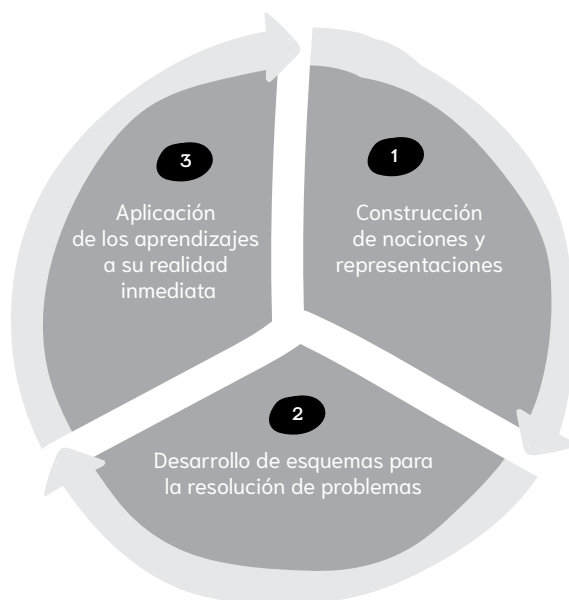 1
Construcción
de nociones y
representaciones
2
Desarrollo de esquemas para
la resolución de problemas
3
Aplicación
de los aprendizajes
a su realidad
inmediata